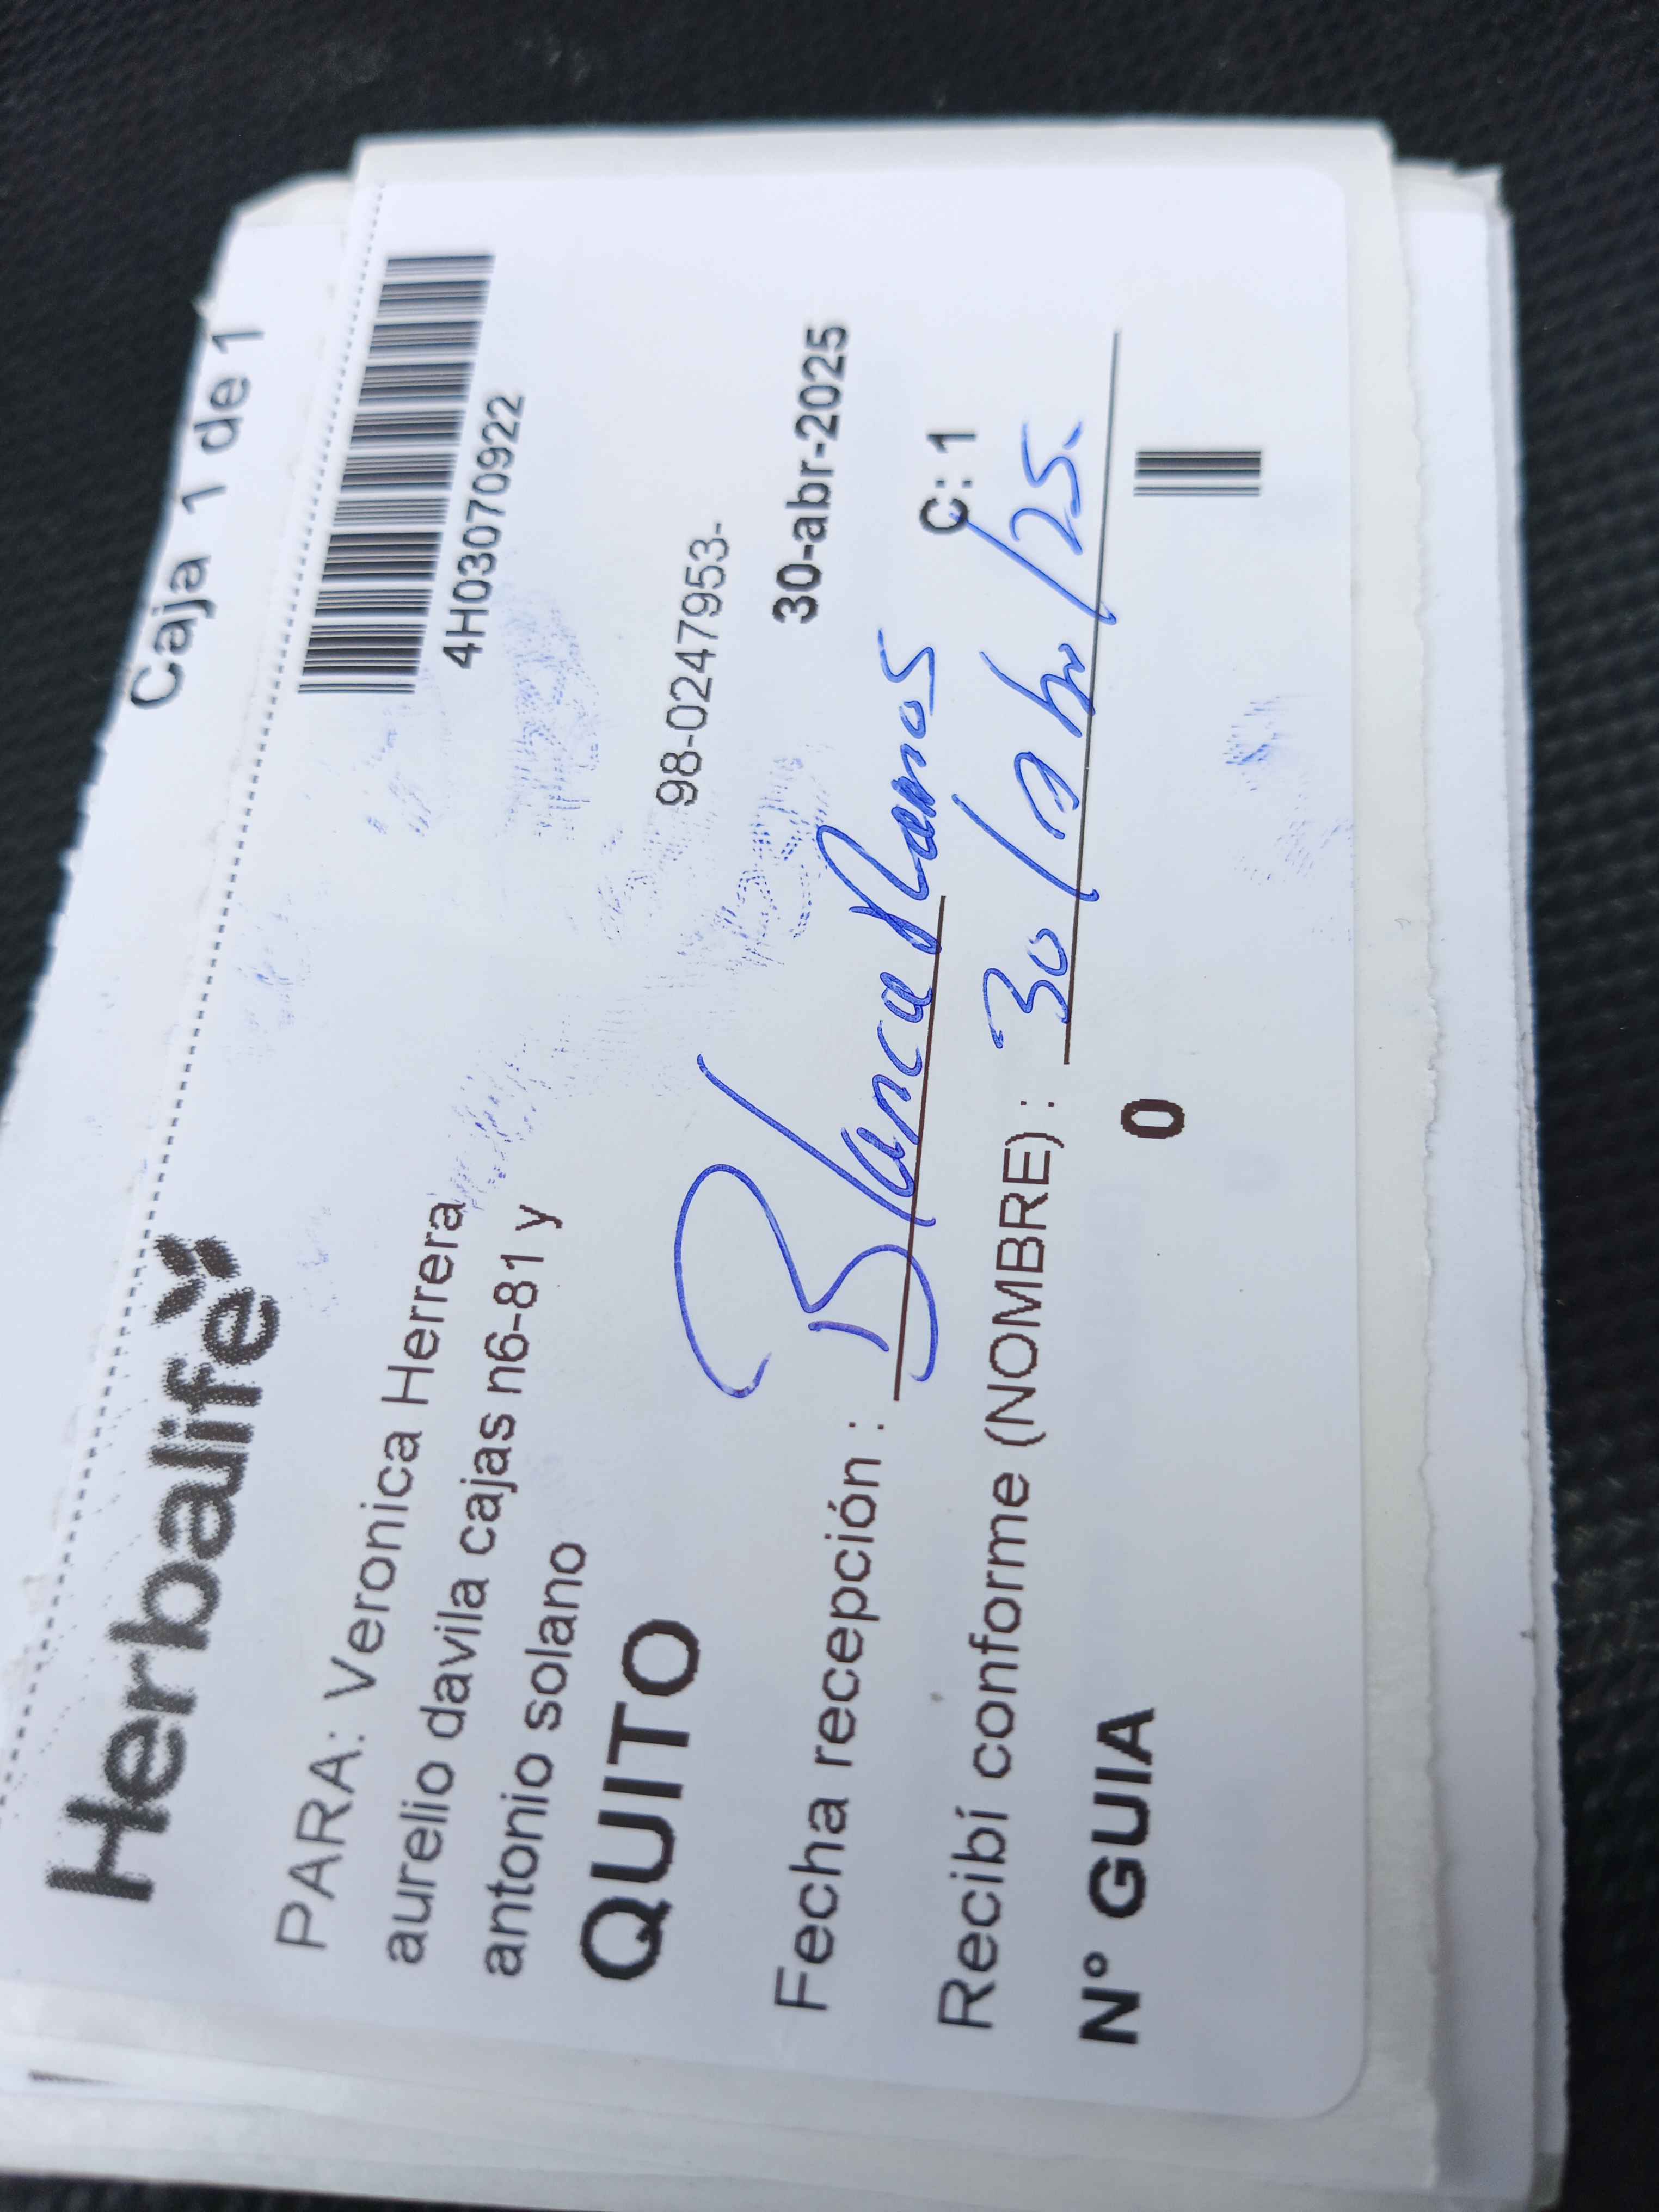 Caja 1 de 1
Herbalife
4H03070922
PARA: Veronica Herrera
aurelio davila cajas n6-81 y
antonio solano
98-0247953-
QUITO
30-abr-2025
Fecha recepción : Blanca Ramos
C: 1
Recibí conforme (NOMBRE) : 30/Abr/25.
N° GUIA 0